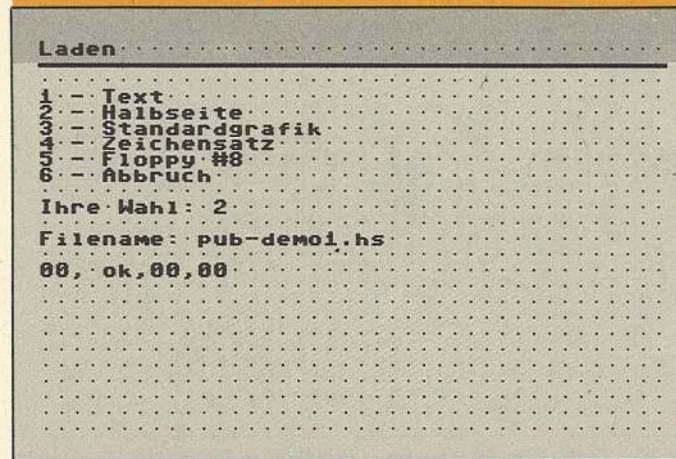 Laden
1 - Text
2 - Halbseite
3 - Standardgrafik
4 - Zeichensatz
5 - Floppy #8
6 - Abbruch
Ihre Wahl: 2
Filename: pub-demo1.hs
00, ok,00,00